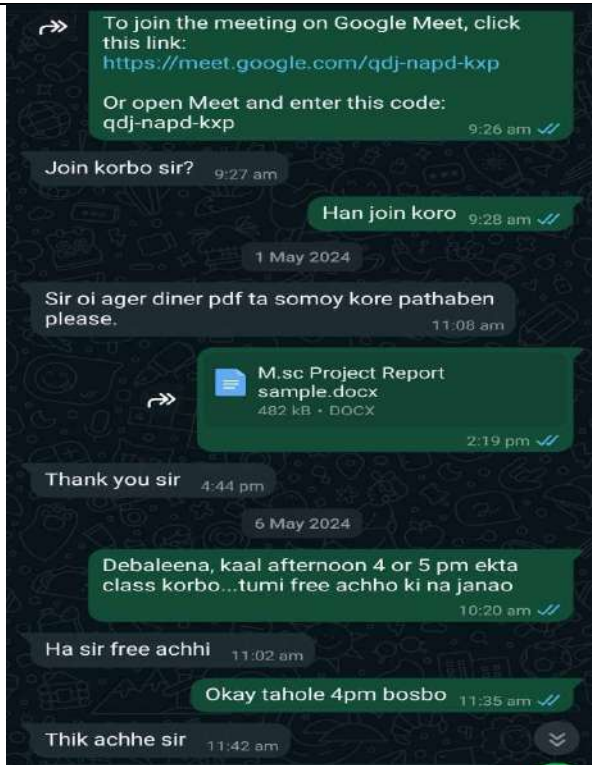 To join the meeting on Google Meet, click
this link:
https://meet.google.com/qdj-napd-kxp
Or open Meet and enter this code:
qdj-napd-kxp
9:26 am
Join korbo sir? 9:27 am
Han join koro 9:28 am
1 May 2024
Sir oi ager diner pdf ta somoy kore pathaben
please.
11:08 am
M.sc Project Report
sample.docx
482 kB • DOCX
2:19 pm
Thank you sir 4:44 pm
6 May 2024
Debaleena, kaal afternoon 4 or 5 pm ekta
class korbo...tumi free achho ki na janao
10:20 am
Ha sir free achhi 11:02 am
Okay tahole 4pm bosbo 11:35 am
Thik achhe sir 11:42 am